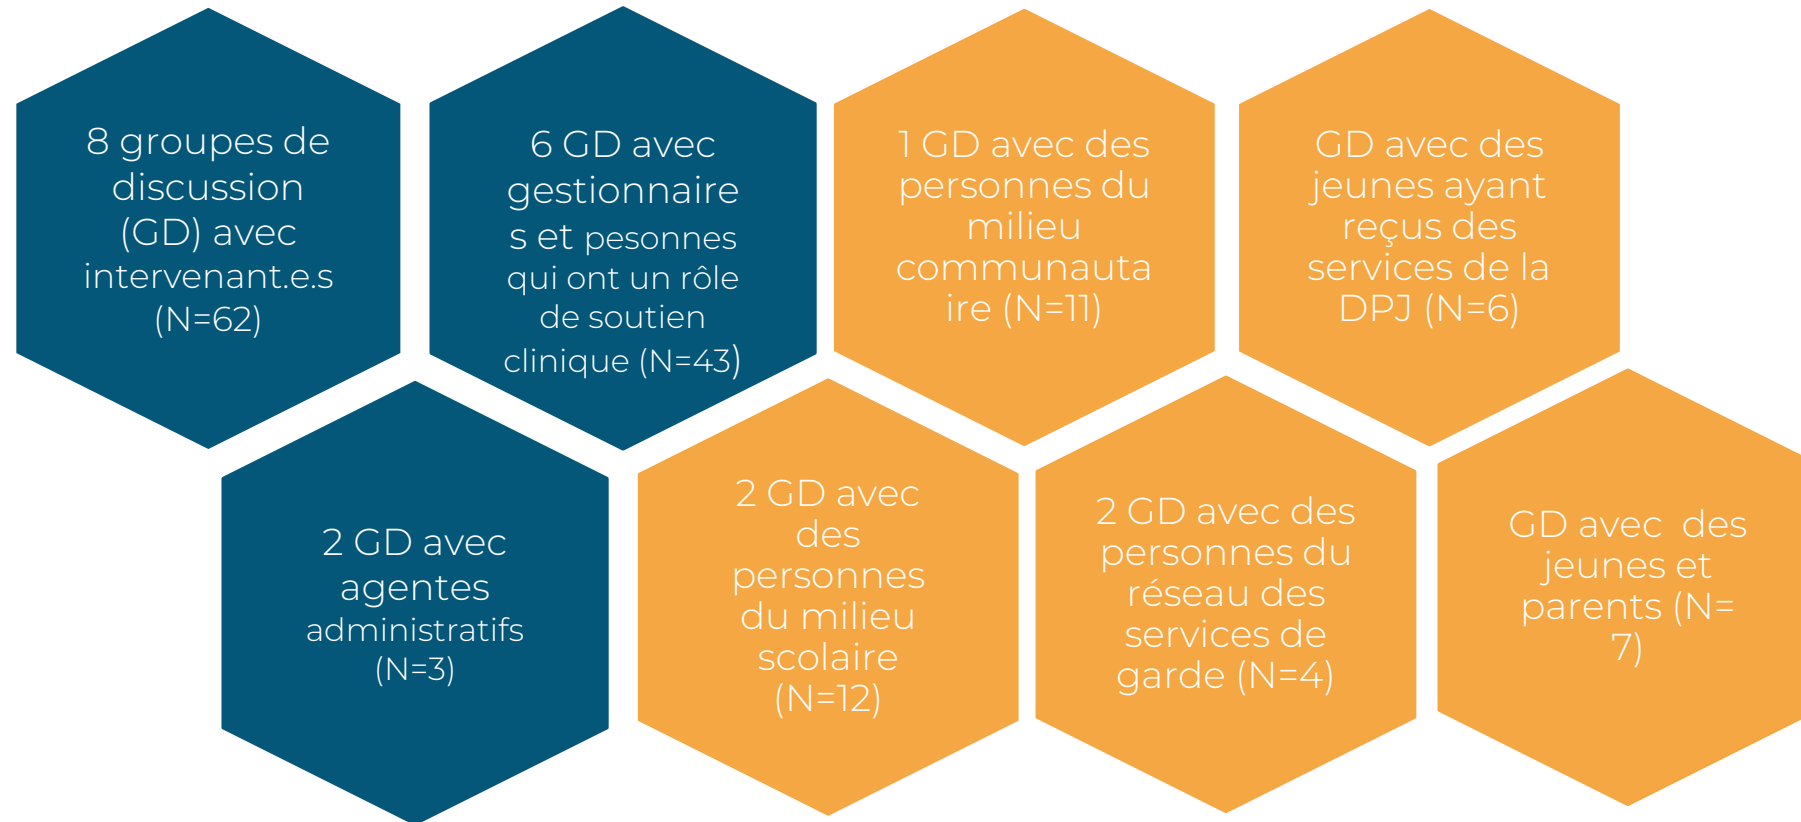 8 groupes de
discussion
(GD) avec
intervenant.e.s
(N=62)
6 GD avec
gestionnaire
s et pesonnes
qui ont un rôle
de soutien
clinique (N=43)
1 GD avec des
personnes du
milieu
communauta
ire (N=11)
GD avec des
jeunes ayant
reçus des
services de la
DPJ (N=6)
2 GD avec
agentes
administratifs
(N=3)
2 GD avec
des
personnes
du milieu
scolaire
(N=12)
2 GD avec des
personnes du
réseau des
services de
garde (N=4)
GD avec  des
jeunes et
parents (N=
7)